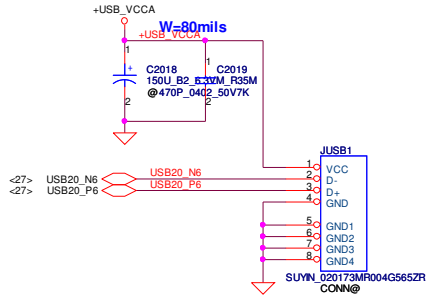 +USB_VCCA
W=80mils
+USB_VCCA
1
1
+
C2018
C2019
150U_B2_6.3VM_R35M
@470P_0402_50V7K
2
2
JUSB1
1 VCC
<27> USB20_N6 USB20_N6 2 D-
<27> USB20_P6 USB20_P6 3 D+
4 GND
5 GND1
6 GND2
7 GND3
8 GND4
SUYIN_020173MR004G565ZR
CONN@